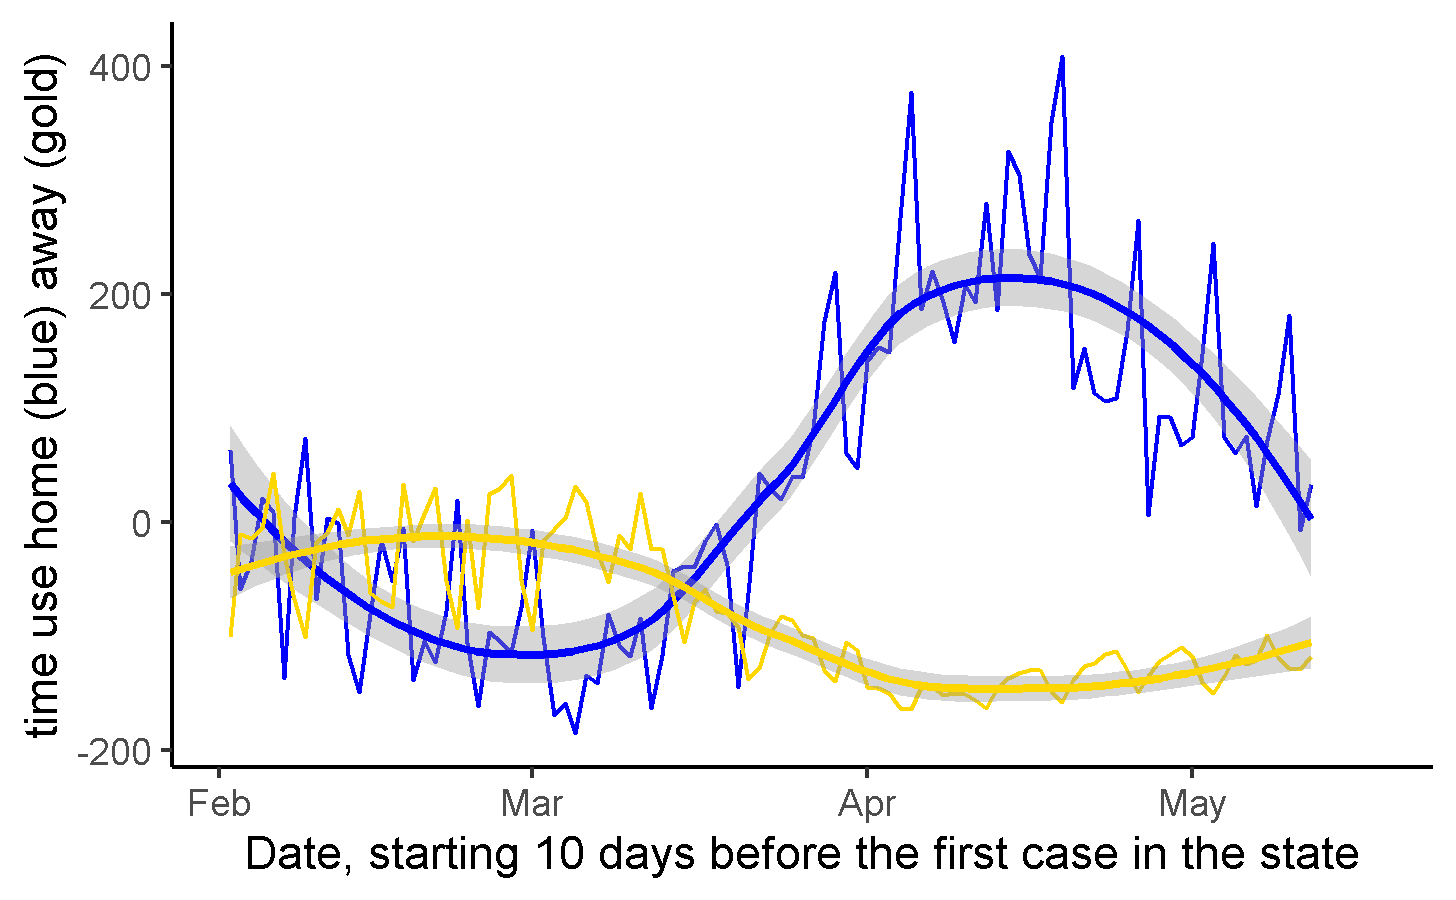 time use home (blue) away (gold)
400
200
0
-200
Feb Mar Apr May
Date, starting 10 days before the first case in the state